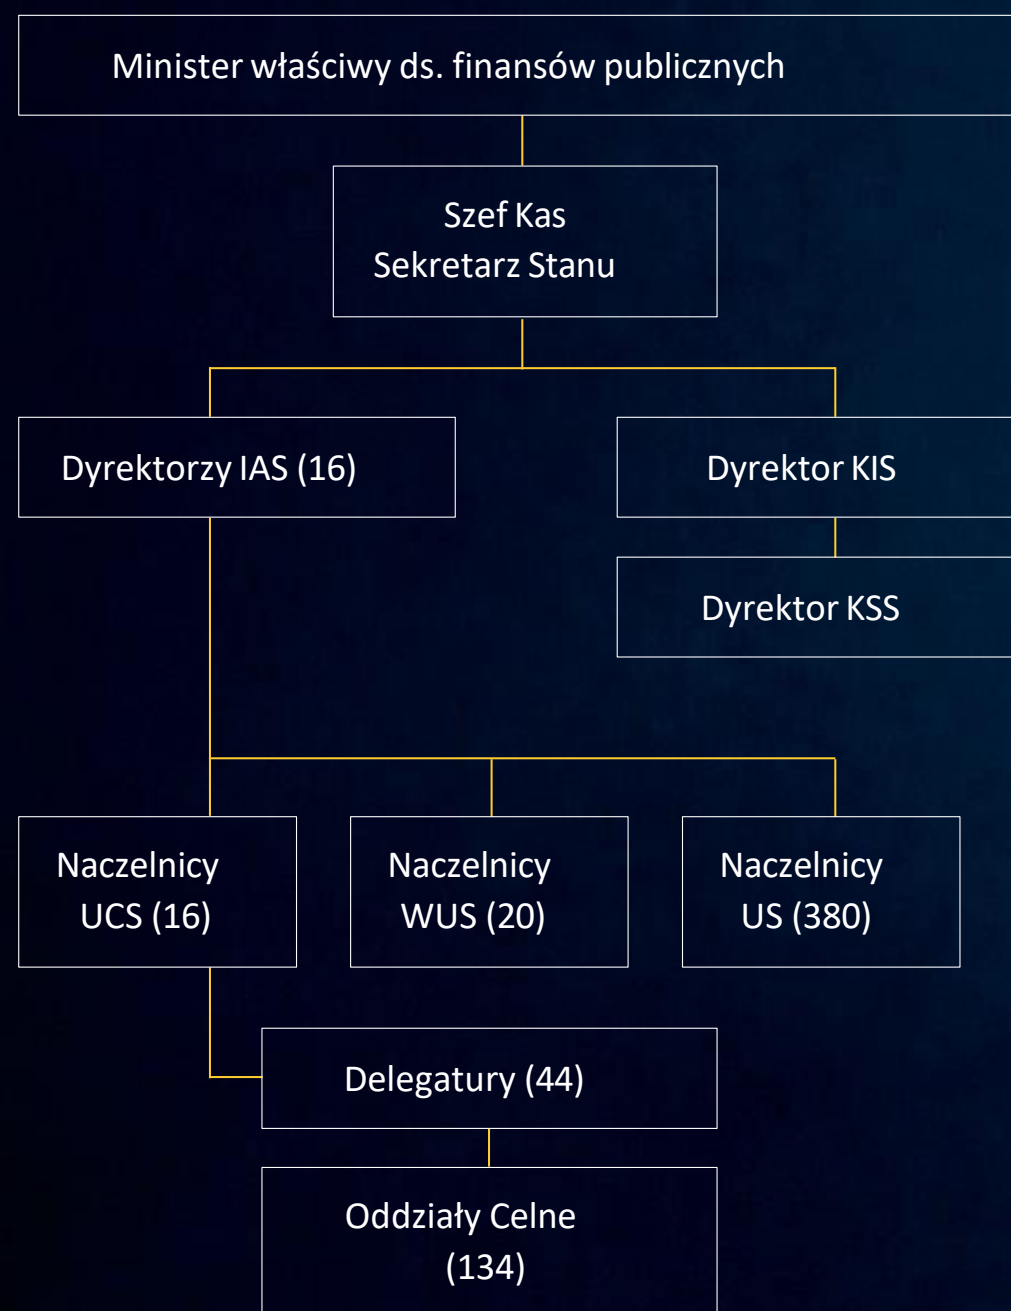 Minister właściwy ds. finansów publicznych
Szef Kas
Sekretarz Stanu
Dyrektorzy IAS (16)
Dyrektor KIS
Dyrektor KSS
Naczelnicy
UCS (16)
Naczelnicy
WUS (20)
Naczelnicy
US (380)
Delegatury (44)
Oddziały Celne
(134)